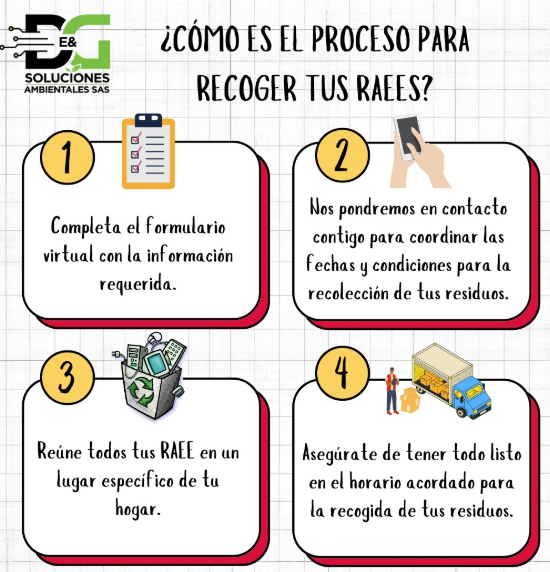 E&
D G
SOLUCIONES
AMBIENTALES SAS
¿CÓMO ES EL PROCESO PARA
RECOGER TUS RAEES?
1
Completa el formulario
virtual con la información
requerida.
2
Nos pondremos en contacto
contigo para coordinar las
fechas y condiciones para la
recolección de tus residuos.
3
Reúne todos tus RAEE en un
lugar específico de tu
hogar.
4
Asegúrate de tener todo listo
en el horario acordado para
la recogida de tus residuos.